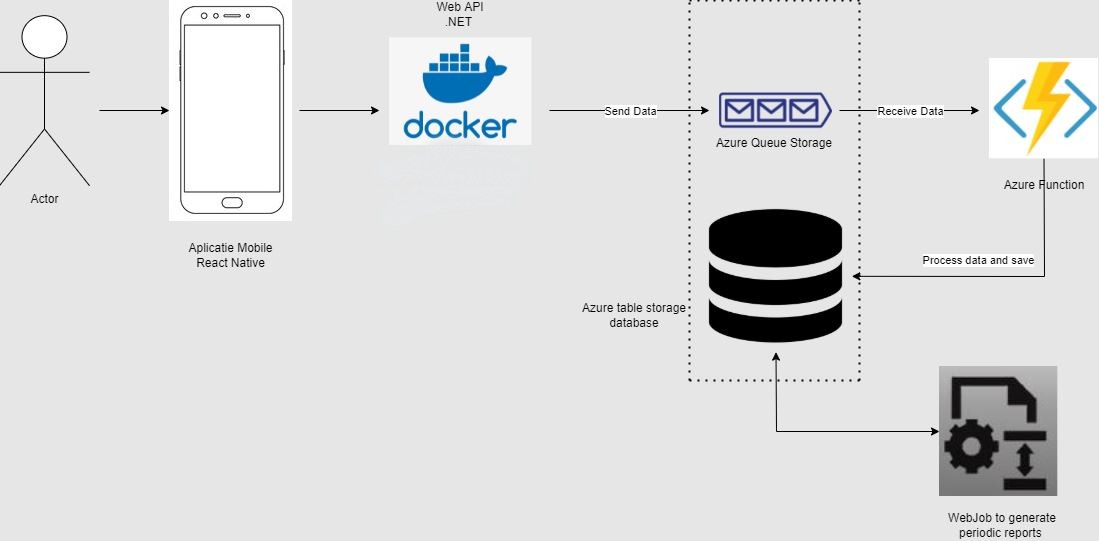 Web API
.NET
docker
Send Data
Receive Data
Azure Queue Storage
Azure Function
Actor
Aplicatie Mobile
React Native
Process data and save
Azure table storage
database
WebJob to generate
periodic reports